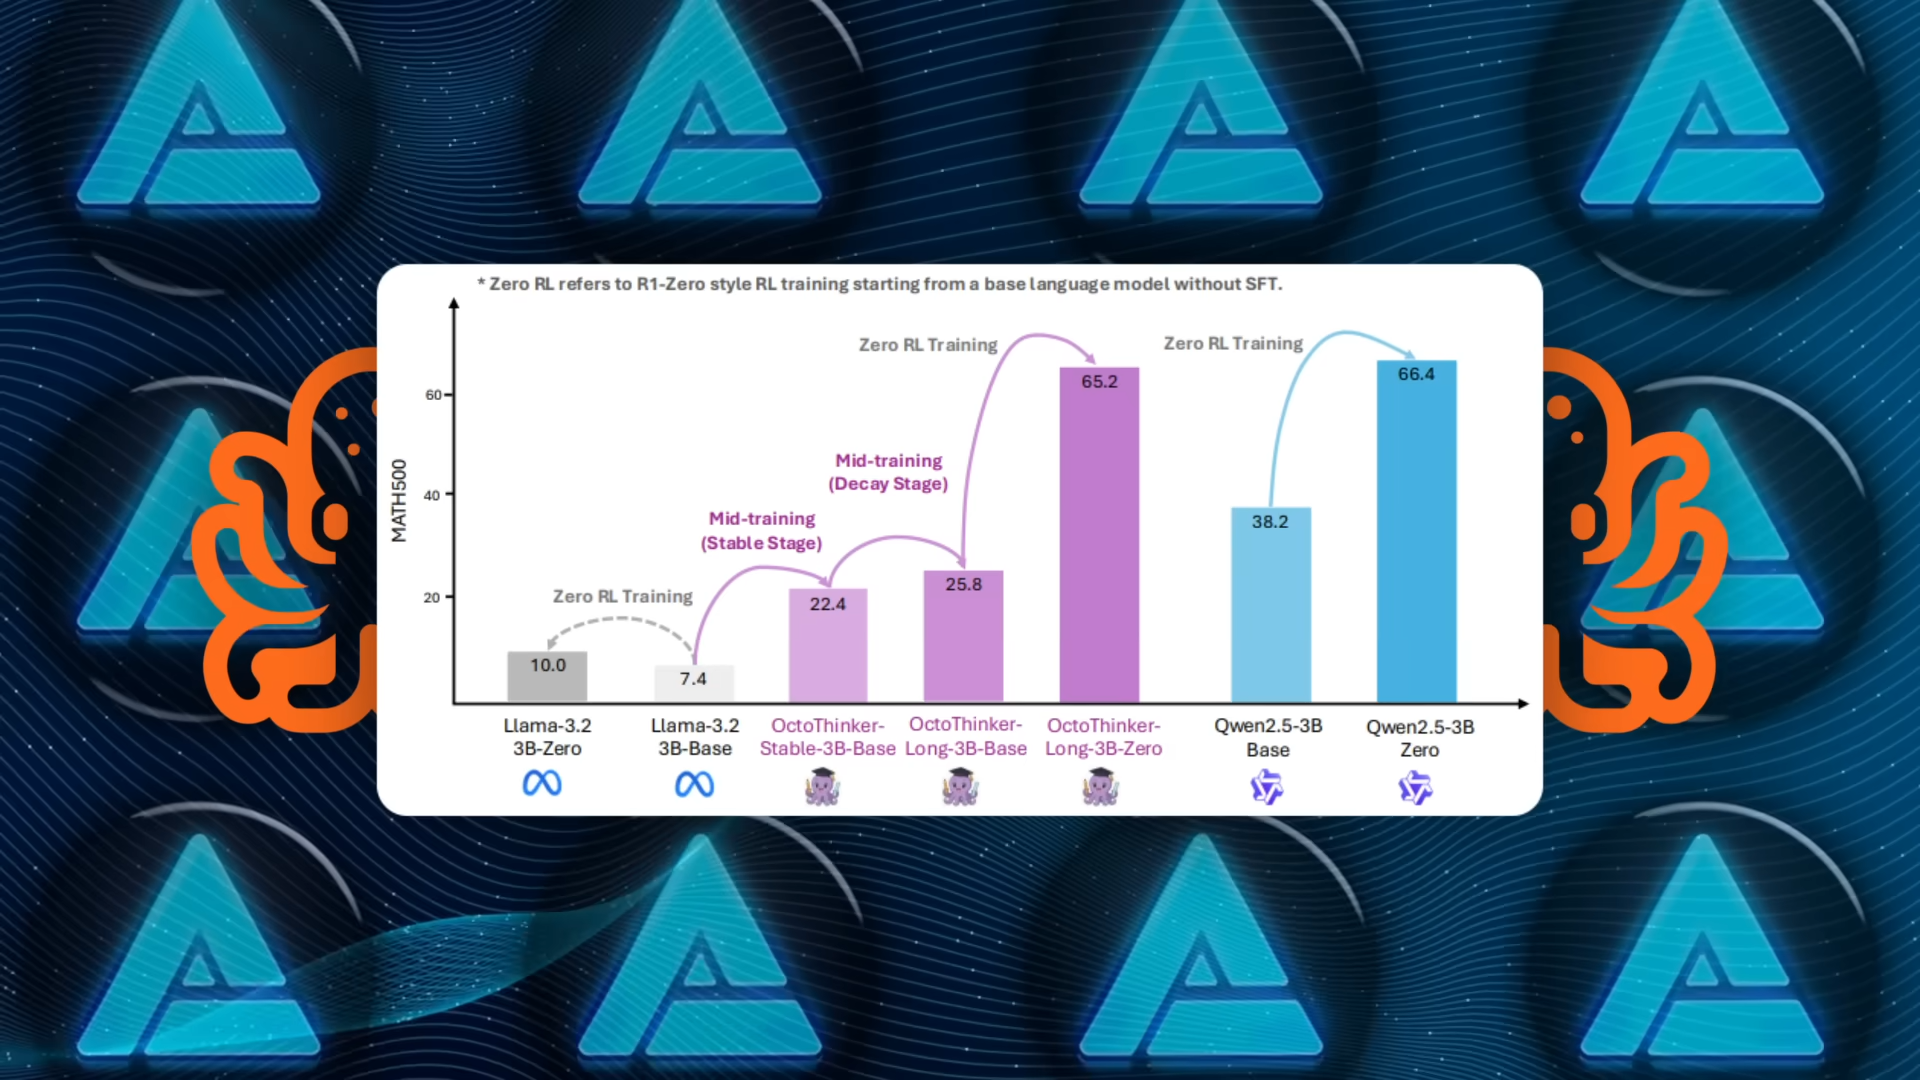 * Zero RL refers to R1-Zero style RL training starting from a base language model without SFT.
MATH500
60
40
20
Zero RL Training
Mid-training
(Stable Stage)
Mid-training
(Decay Stage)
Zero RL Training
Zero RL Training
10.0
7.4
22.4
25.8
65.2
38.2
66.4
Llama-3.2
3B-Zero
Llama-3.2
3B-Base
OctoThinker-
Stable-3B-Base
OctoThinker-
Long-3B-Base
OctoThinker-
Long-3B-Zero
Qwen2.5-3B
Base
Qwen2.5-3B
Zero